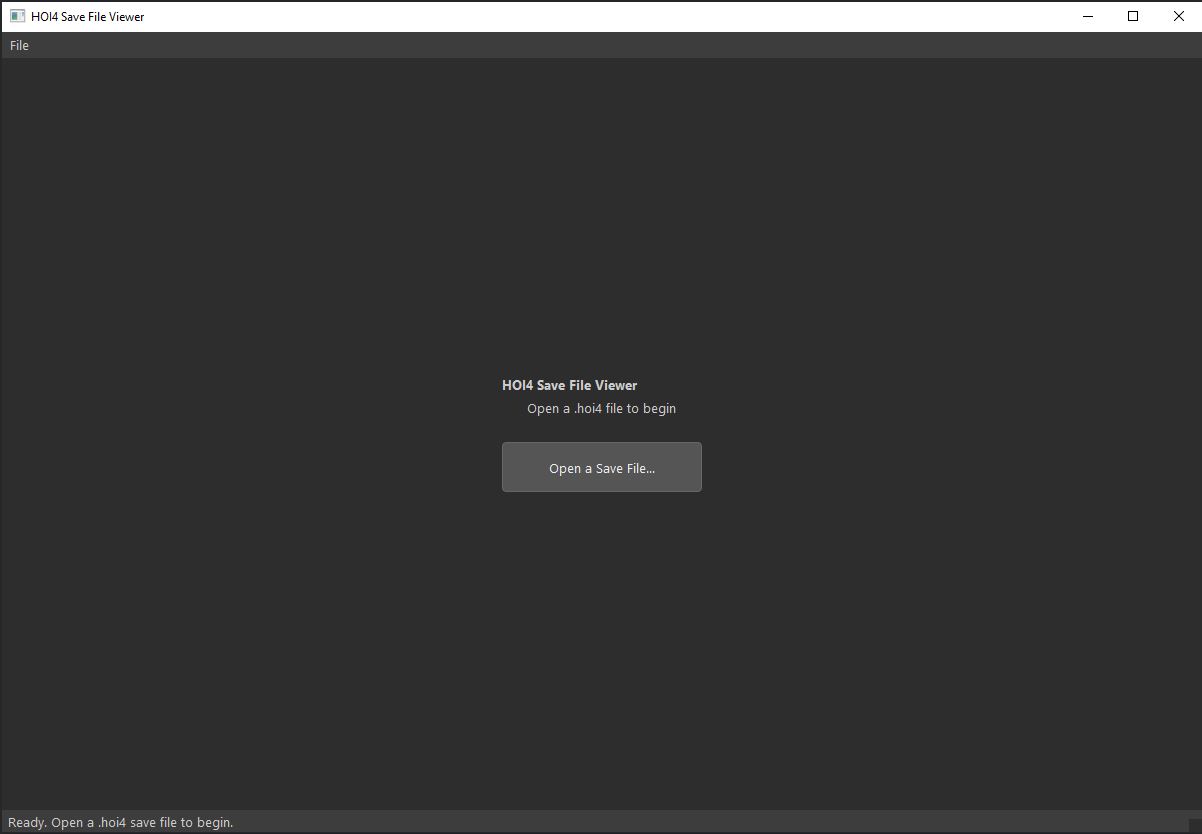 HOI4 Save File Viewer
File
HOI4 Save File Viewer
Open a .hoi4 file to begin
Open a Save File...
Ready. Open a .hoi4 save file to begin.